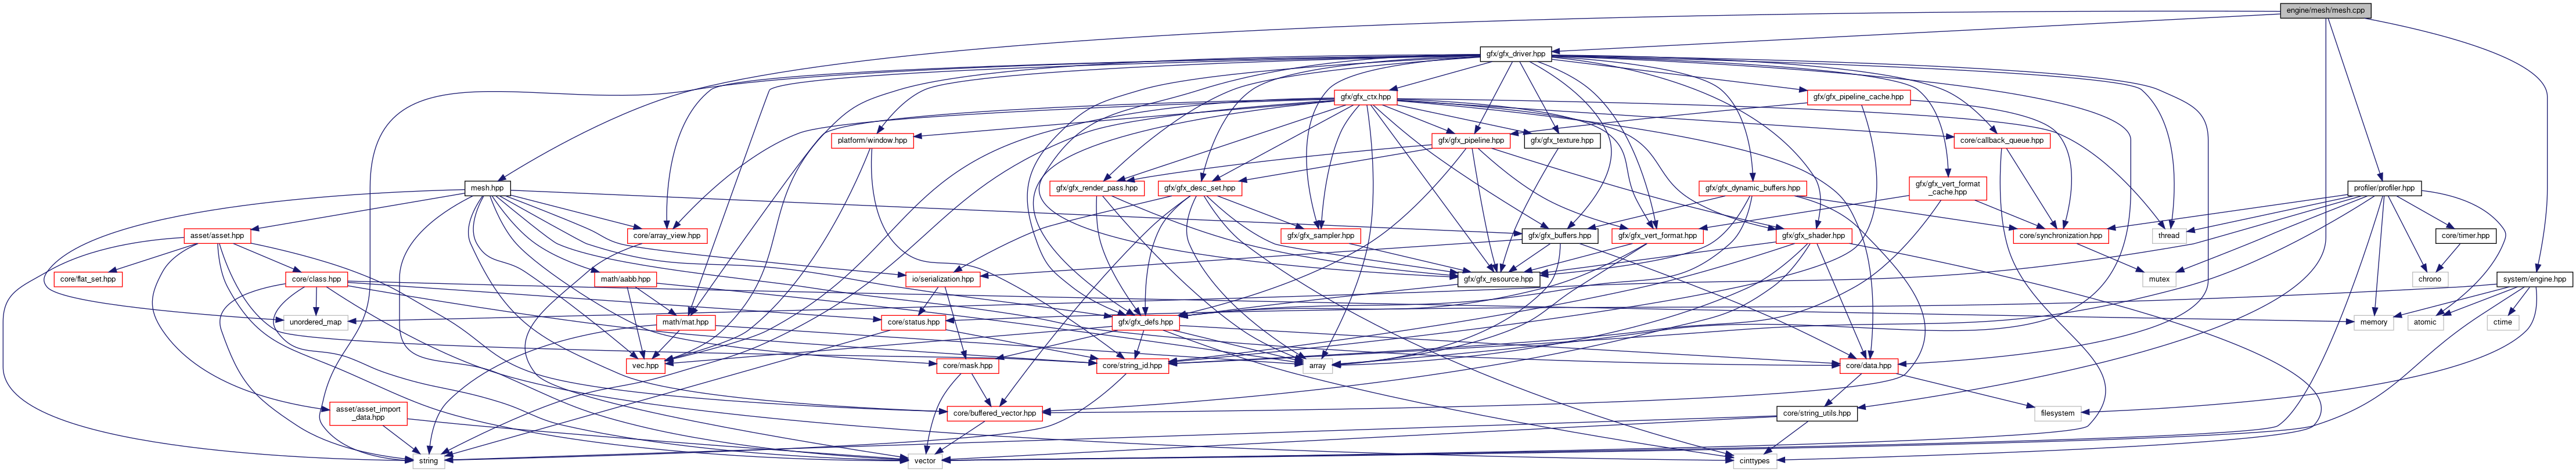 engine/mesh/mesh.cpp
gfx/gfx_driver.hpp
gfx/gfx_ctx.hpp
gfx/gfx_pipeline_cache.hpp
platform/window.hpp
gfx/gfx_pipeline.hpp
gfx/gfx_texture.hpp
core/callback_queue.hpp
mesh.hpp
gfx/gfx_render_pass.hpp
gfx/gfx_desc_set.hpp
gfx/gfx_dynamic_buffers.hpp
gfx/gfx_vert_format
_cache.hpp
profiler/profiler.hpp
asset/asset.hpp
core/array_view.hpp
gfx/gfx_sampler.hpp
gfx/gfx_buffers.hpp
gfx/gfx_vert_format.hpp
gfx/gfx_shader.hpp
core/synchronization.hpp
thread
core/timer.hpp
core/flat_set.hpp
core/class.hpp
math/aabb.hpp
io/serialization.hpp
gfx/gfx_resource.hpp
mutex
chrono
system/engine.hpp
unordered_map
math/mat.hpp
core/status.hpp
gfx/gfx_defs.hpp
memory
atomic
ctime
vec.hpp
core/mask.hpp
core/string_id.hpp
array
core/data.hpp
asset/asset_import
_data.hpp
core/buffered_vector.hpp
core/string_utils.hpp
filesystem
string
vector
cinttypes